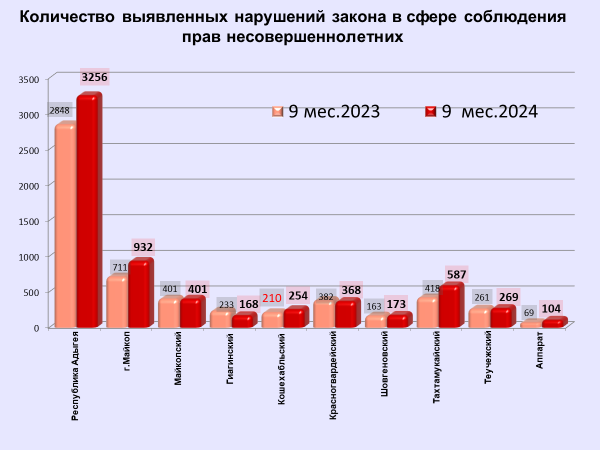 Количество выявленных нарушений закона в сфере соблюдения
прав несовершеннолетних
9 мес.2023
9 мес.2024
3500
3000
2500
2000
1500
1000
500
0
2848
3256
711
932
401
401
233
168
210
254
382
368
163
173
418
587
261
269
69
104
Республика Адыгея
г.Майкоп
Майкопский
Гиагинский
Кошехабльский
Красногвардейский
Шовгеновский
Тахтамукайский
Теучежский
Аппарат